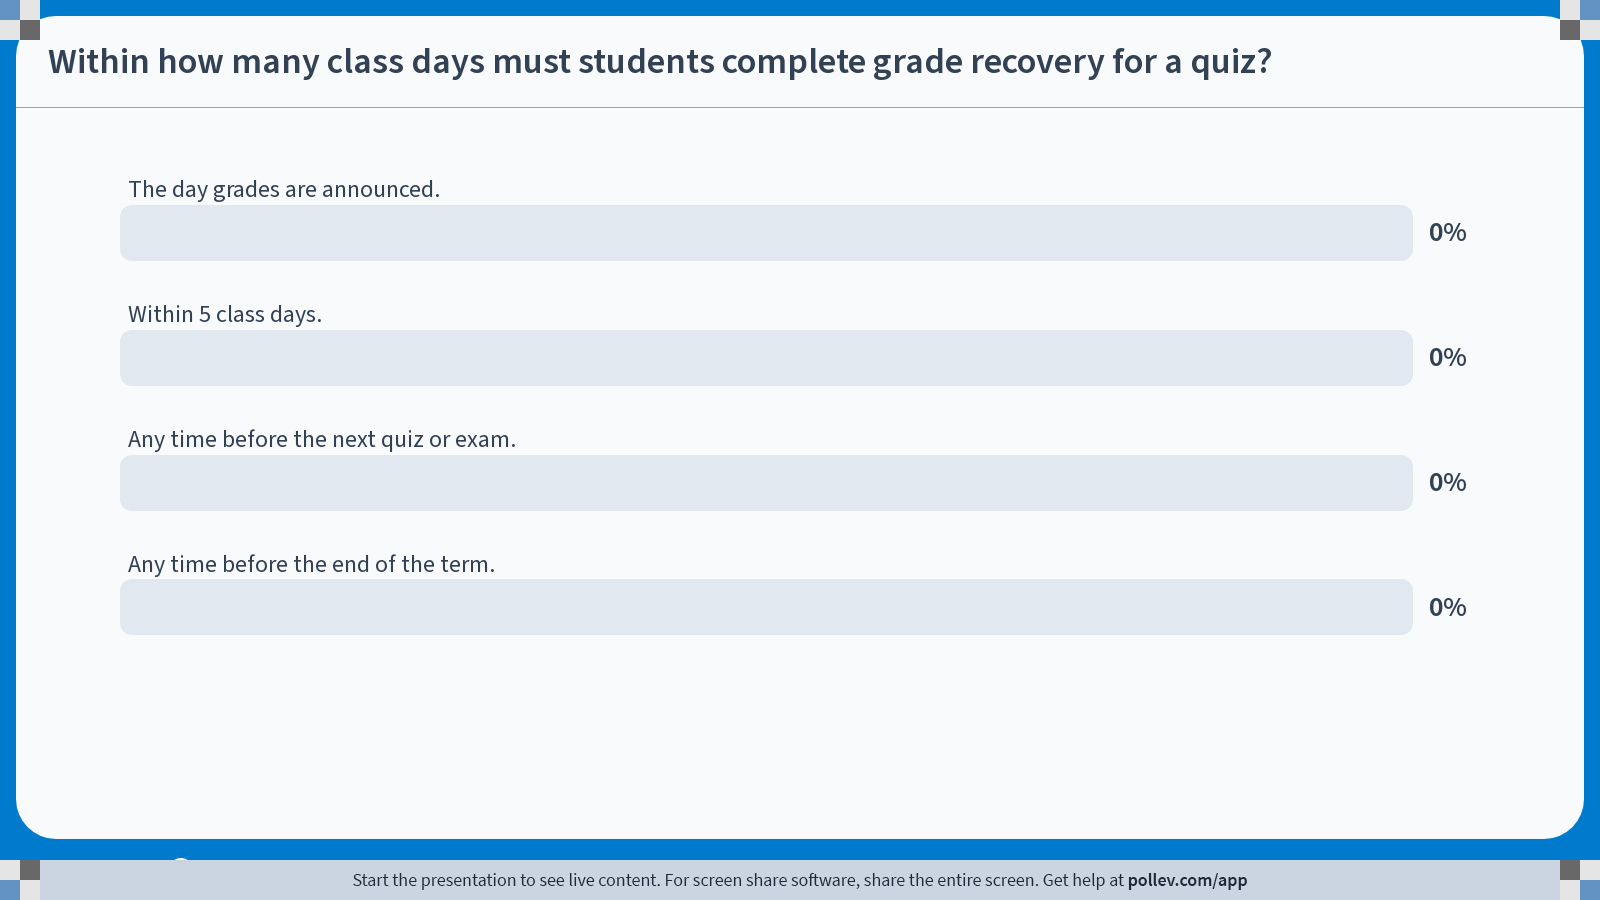 Within how many class days must students complete grade recovery for a quiz?
The day grades are announced.
0%
Within 5 class days.
0%
Any time before the next quiz or exam.
0%
Any time before the end of the term.
0%
Start the presentation to see live content. For screen share software, share the entire screen. Get help at pollev.com/app